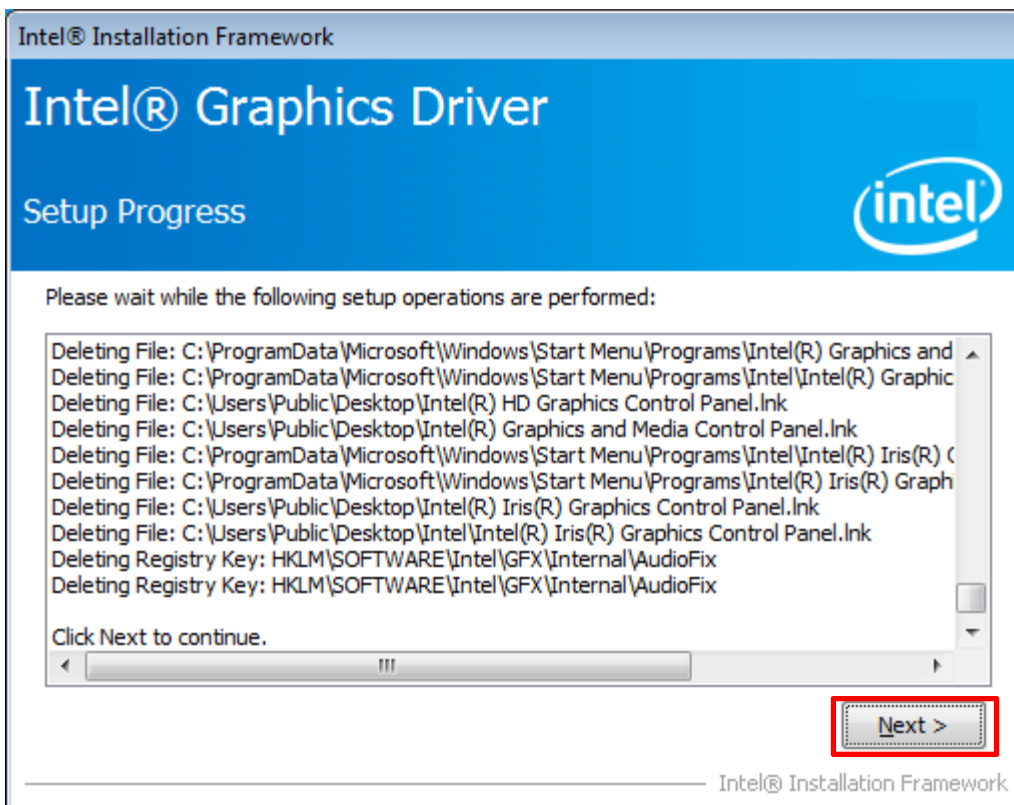 Intel® Installation Framework
Intel® Graphics Driver
intel
Setup Progress
Please wait while the following setup operations are performed:
Deleting File: C:\ProgramData\Microsoft\Windows\Start Menu\Programs\Intel(R) Graphics and
Deleting File: C:\ProgramData\Microsoft\Windows\Start Menu\Programs\Intel\Intel(R) Graphic
Deleting File: C:\Users\Public\Desktop\Intel(R) HD Graphics Control Panel.lnk
Deleting File: C:\Users\Public\Desktop\Intel(R) Graphics and Media Control Panel.lnk
Deleting File: C:\ProgramData\Microsoft\Windows\Start Menu\Programs\Intel\Intel(R) Iris(R) G
Deleting File: C:\ProgramData\Microsoft\Windows\Start Menu\Programs\Intel(R) Iris(R) Graphi
Deleting File: C:\Users\Public\Desktop\Intel(R) Iris(R) Graphics Control Panel.lnk
Deleting File: C:\Users\Public\Desktop\Intel\Intel(R) Iris(R) Graphics Control Panel.lnk
Deleting Registry Key: HKLM\SOFTWARE\Intel\GFX\Internal\AudioFix
Deleting Registry Key: HKLM\SOFTWARE\Intel\GFX\Internal\AudioFix
Click Next to continue.
Next >
Intel® Installation Framework